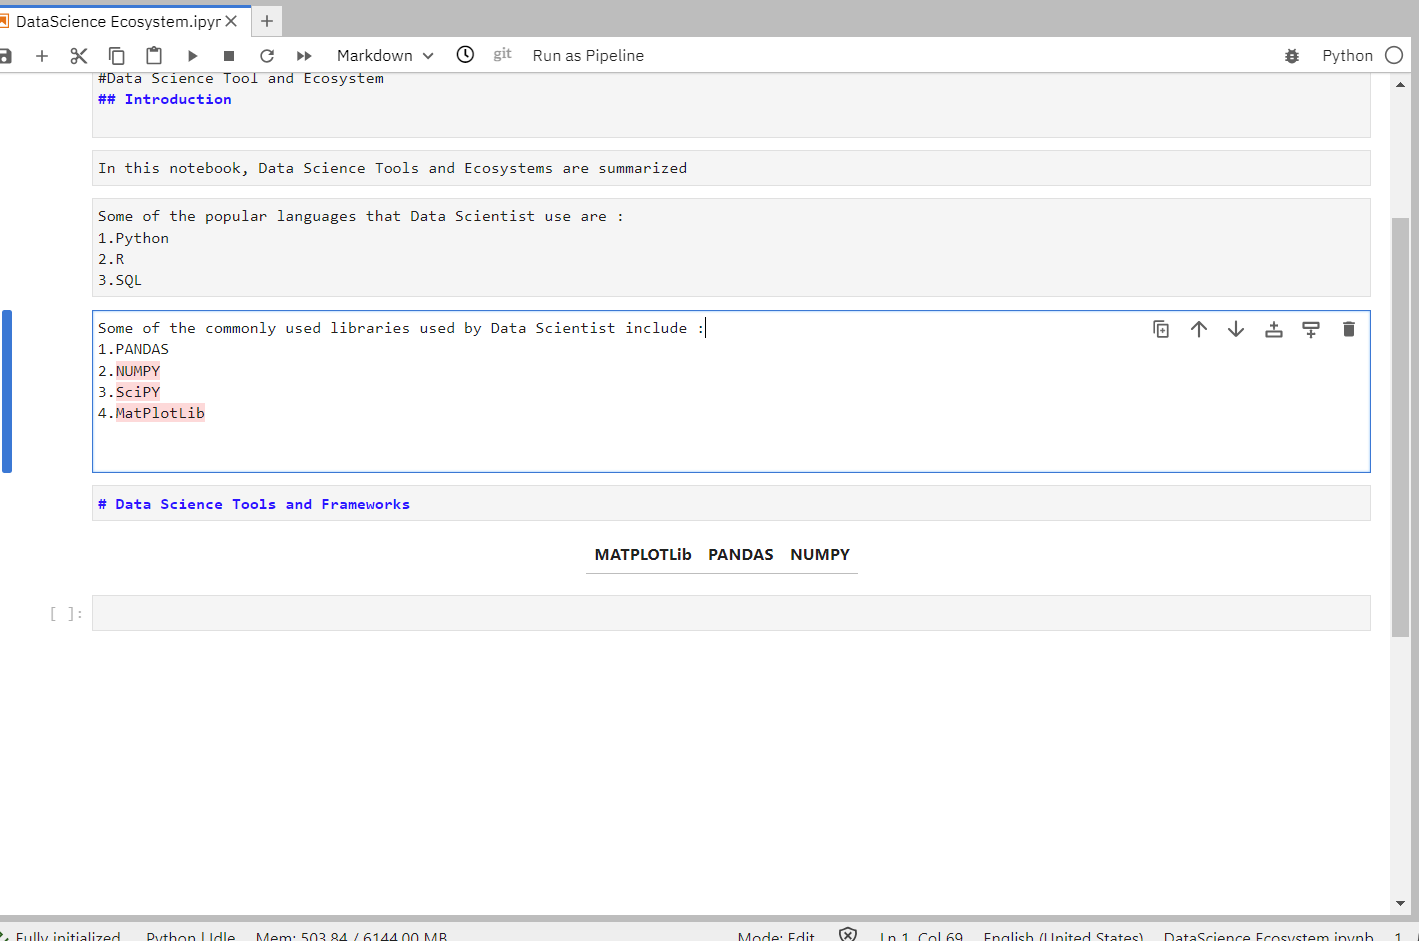 DataScience Ecosystem.ipyr
Markdown git Run as Pipeline Python
#Data Science Tool and Ecosystem
## Introduction
In this notebook, Data Science Tools and Ecosystems are summarized
Some of the popular languages that Data Scientist use are :
1.Python
2.R
3.SQL
Some of the commonly used libraries used by Data Scientist include :
1.PANDAS
2.NUMPY
3.SciPY
4.MatPlotLib
# Data Science Tools and Frameworks
MATPLOTLib PANDAS NUMPY
[ ]:
Fully initialized Python | Idle Mem: 503.84 / 6144.00 MB Mode: Edit Ln 1, Col 69 English (United States) DataScience Ecosystem.ipynb 1